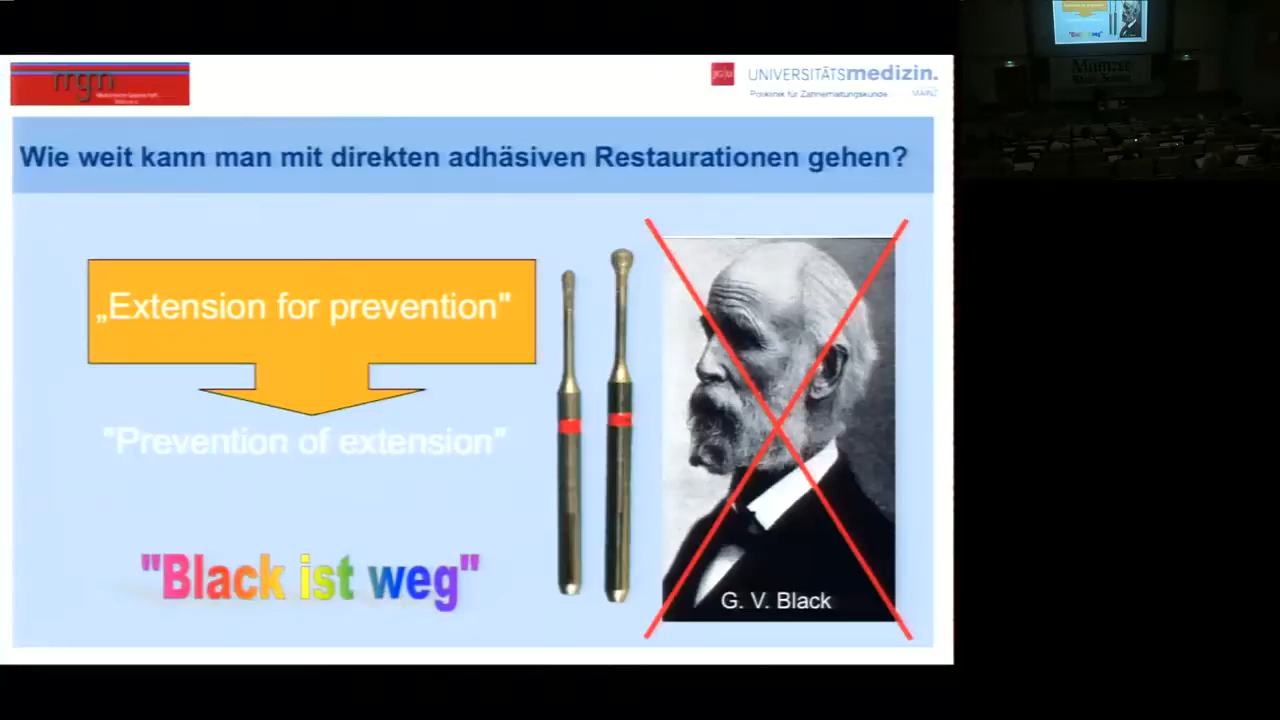 mgm
UNIVERSITÄTSmedizin.
Poliklinik für Zahnerhaltungskunde
MAINZ
Wie weit kann man mit direkten adhäsiven Restaurationen gehen?
„Extension for prevention"
"Prevention of extension"
"Black ist weg"
G. V. Black